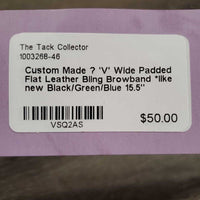 The Tack Collector
1003268-46
Custom Made ? 'V' Wide Padded
Flat Leather Bling Browband *like
new Black/Green/Blue 15.5"
VSQ2AS
$50.00